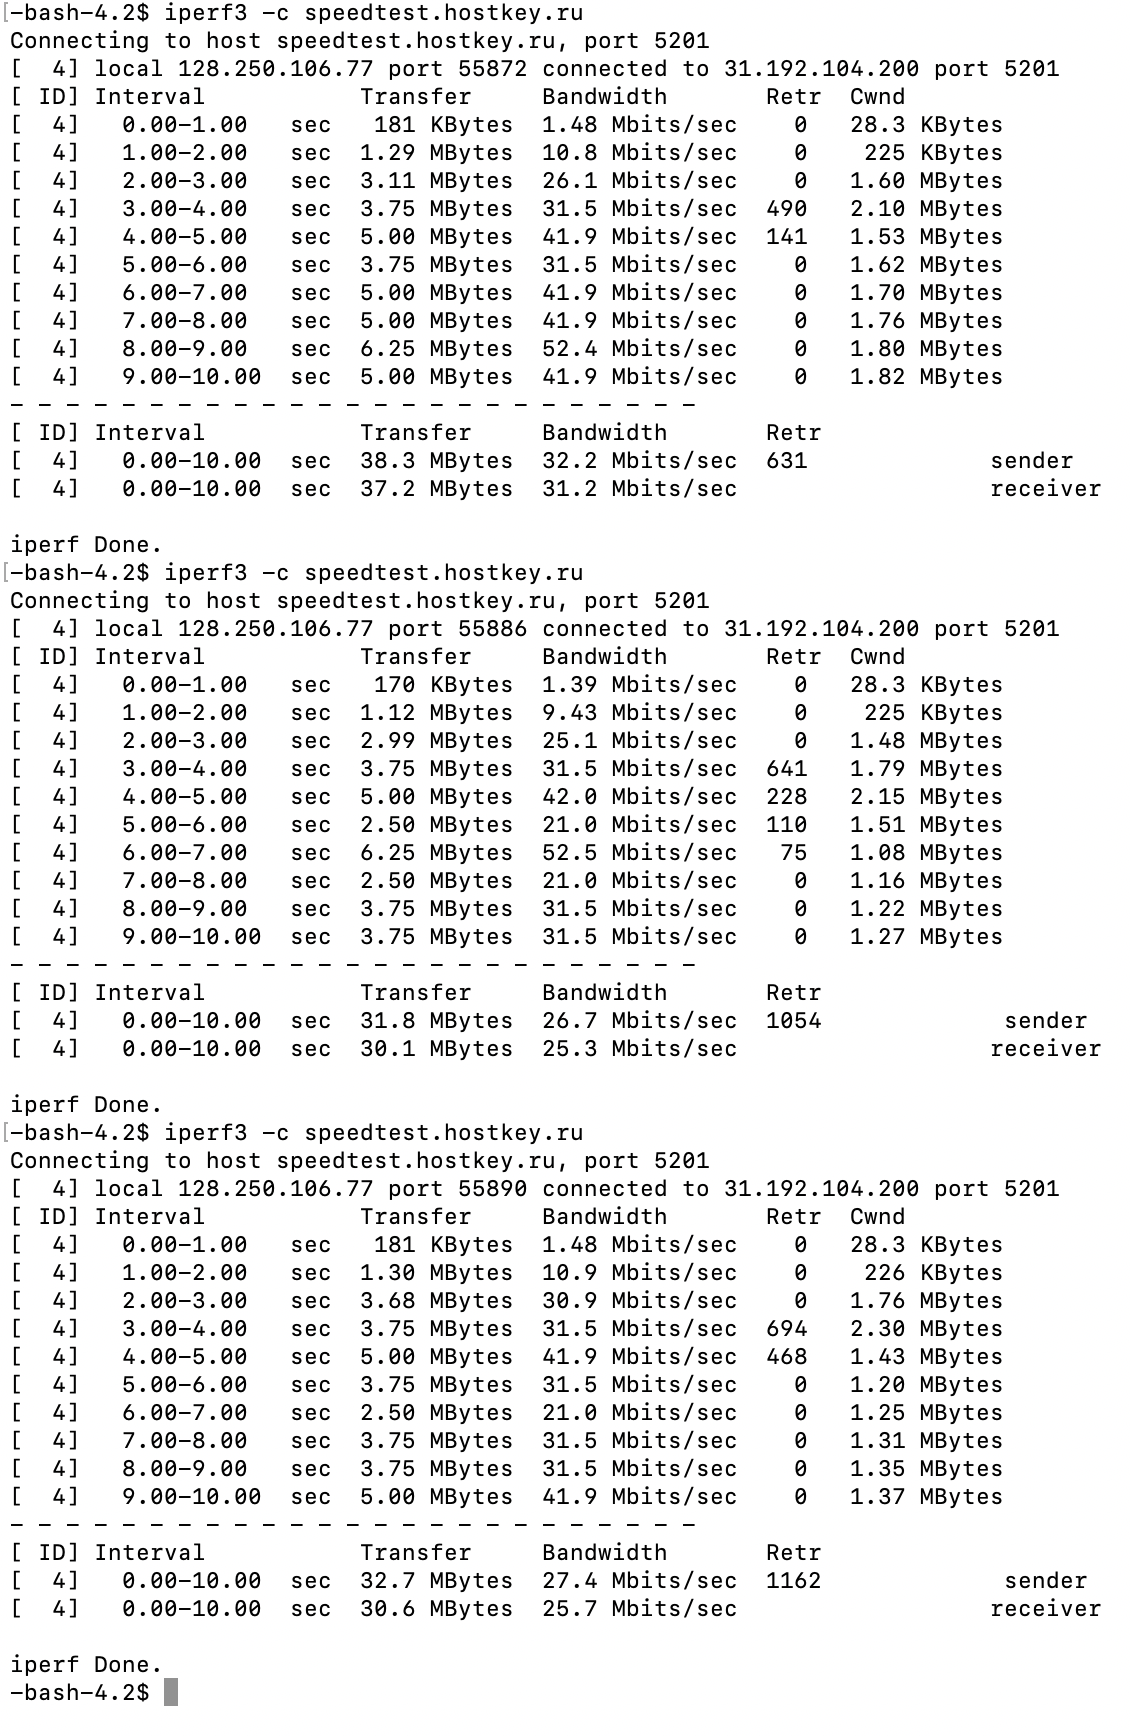 [-bash-4.2$ iperf3 -c speedtest.hostkey.ru
Connecting to host speedtest.hostkey.ru, port 5201
[  4] local 128.250.106.77 port 55872 connected to 31.192.104.200 port 5201
[ ID] Interval           Transfer     Bandwidth       Retr  Cwnd
[  4]   0.00-1.00   sec   181 KBytes  1.48 Mbits/sec    0   28.3 KBytes
[  4]   1.00-2.00   sec  1.29 MBytes  10.8 Mbits/sec    0    225 KBytes
[  4]   2.00-3.00   sec  3.11 MBytes  26.1 Mbits/sec    0   1.60 MBytes
[  4]   3.00-4.00   sec  3.75 MBytes  31.5 Mbits/sec  490   2.10 MBytes
[  4]   4.00-5.00   sec  5.00 MBytes  41.9 Mbits/sec  141   1.53 MBytes
[  4]   5.00-6.00   sec  3.75 MBytes  31.5 Mbits/sec    0   1.62 MBytes
[  4]   6.00-7.00   sec  5.00 MBytes  41.9 Mbits/sec    0   1.70 MBytes
[  4]   7.00-8.00   sec  5.00 MBytes  41.9 Mbits/sec    0   1.76 MBytes
[  4]   8.00-9.00   sec  6.25 MBytes  52.4 Mbits/sec    0   1.80 MBytes
[  4]   9.00-10.00  sec  5.00 MBytes  41.9 Mbits/sec    0   1.82 MBytes
- - - - - - - - - - - - - - - - - - - - - - - - -
[ ID] Interval           Transfer     Bandwidth       Retr
[  4]   0.00-10.00  sec  38.3 MBytes  32.2 Mbits/sec  631             sender
[  4]   0.00-10.00  sec  37.2 MBytes  31.2 Mbits/sec                  receiver

iperf Done.
[-bash-4.2$ iperf3 -c speedtest.hostkey.ru
Connecting to host speedtest.hostkey.ru, port 5201
[  4] local 128.250.106.77 port 55886 connected to 31.192.104.200 port 5201
[ ID] Interval           Transfer     Bandwidth       Retr  Cwnd
[  4]   0.00-1.00   sec   170 KBytes  1.39 Mbits/sec    0   28.3 KBytes
[  4]   1.00-2.00   sec  1.12 MBytes  9.43 Mbits/sec    0    225 KBytes
[  4]   2.00-3.00   sec  2.99 MBytes  25.1 Mbits/sec    0   1.48 MBytes
[  4]   3.00-4.00   sec  3.75 MBytes  31.5 Mbits/sec  641   1.79 MBytes
[  4]   4.00-5.00   sec  5.00 MBytes  42.0 Mbits/sec  228   2.15 MBytes
[  4]   5.00-6.00   sec  2.50 MBytes  21.0 Mbits/sec  110   1.51 MBytes
[  4]   6.00-7.00   sec  6.25 MBytes  52.5 Mbits/sec   75   1.08 MBytes
[  4]   7.00-8.00   sec  2.50 MBytes  21.0 Mbits/sec    0   1.16 MBytes
[  4]   8.00-9.00   sec  3.75 MBytes  31.5 Mbits/sec    0   1.22 MBytes
[  4]   9.00-10.00  sec  3.75 MBytes  31.5 Mbits/sec    0   1.27 MBytes
- - - - - - - - - - - - - - - - - - - - - - - - -
[ ID] Interval           Transfer     Bandwidth       Retr
[  4]   0.00-10.00  sec  31.8 MBytes  26.7 Mbits/sec  1054             sender
[  4]   0.00-10.00  sec  30.1 MBytes  25.3 Mbits/sec                  receiver

iperf Done.
[-bash-4.2$ iperf3 -c speedtest.hostkey.ru
Connecting to host speedtest.hostkey.ru, port 5201
[  4] local 128.250.106.77 port 55890 connected to 31.192.104.200 port 5201
[ ID] Interval           Transfer     Bandwidth       Retr  Cwnd
[  4]   0.00-1.00   sec   181 KBytes  1.48 Mbits/sec    0   28.3 KBytes
[  4]   1.00-2.00   sec  1.30 MBytes  10.9 Mbits/sec    0    226 KBytes
[  4]   2.00-3.00   sec  3.68 MBytes  30.9 Mbits/sec    0   1.76 MBytes
[  4]   3.00-4.00   sec  3.75 MBytes  31.5 Mbits/sec  694   2.30 MBytes
[  4]   4.00-5.00   sec  5.00 MBytes  41.9 Mbits/sec  468   1.43 MBytes
[  4]   5.00-6.00   sec  3.75 MBytes  31.5 Mbits/sec    0   1.20 MBytes
[  4]   6.00-7.00   sec  2.50 MBytes  21.0 Mbits/sec    0   1.25 MBytes
[  4]   7.00-8.00   sec  3.75 MBytes  31.5 Mbits/sec    0   1.31 MBytes
[  4]   8.00-9.00   sec  3.75 MBytes  31.5 Mbits/sec    0   1.35 MBytes
[  4]   9.00-10.00  sec  5.00 MBytes  41.9 Mbits/sec    0   1.37 MBytes
- - - - - - - - - - - - - - - - - - - - - - - - -
[ ID] Interval           Transfer     Bandwidth       Retr
[  4]   0.00-10.00  sec  32.7 MBytes  27.4 Mbits/sec  1162             sender
[  4]   0.00-10.00  sec  30.6 MBytes  25.7 Mbits/sec                  receiver

iperf Done.
-bash-4.2$